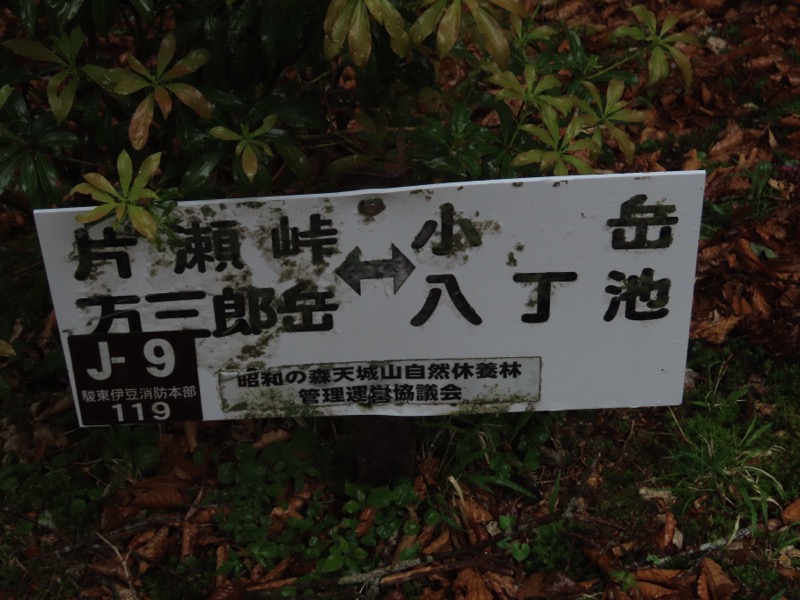 片瀬峠 ↔ 小岳
万三郎岳 八丁池
J-9
駿東伊豆消防本部
119
昭和の森天城山自然休養林
管理運営協議会